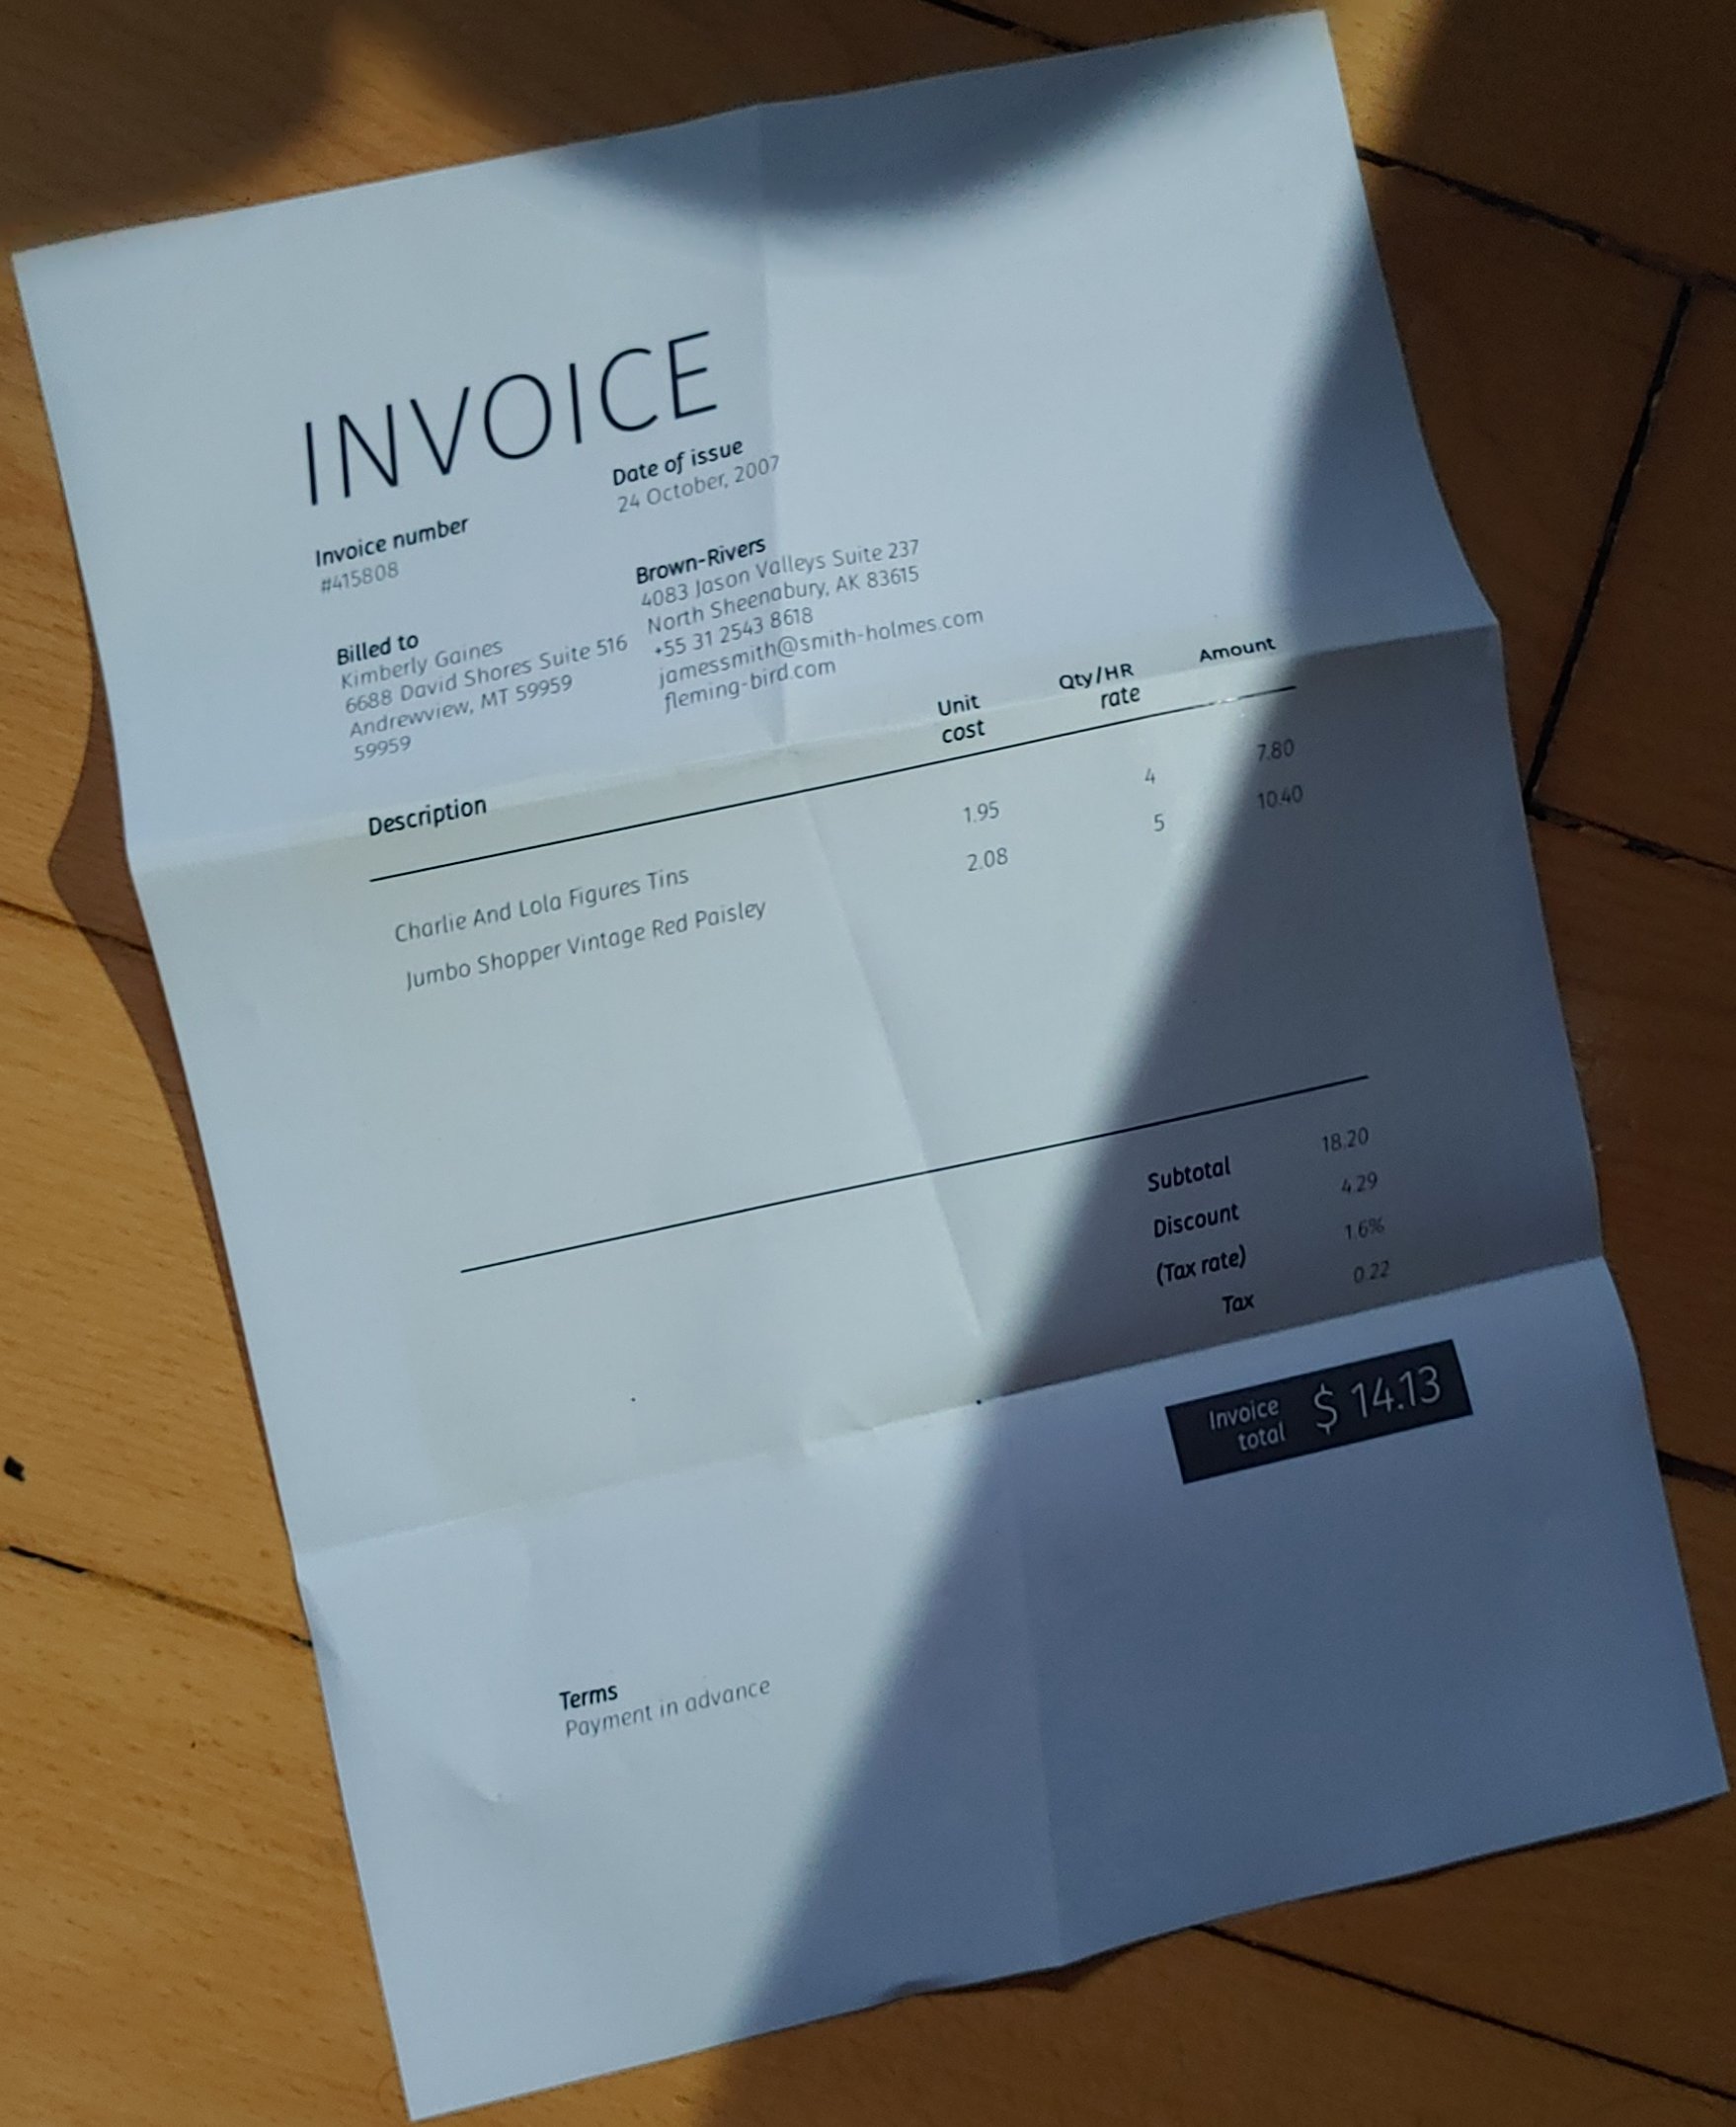 INVOICE
Invoice number
#415808
Date of issue
24 October, 2007
Billed to
Kimberly Gaines
6688 David Shores Suite 516
Andrewview, MT 59959
59959
Brown-Rivers
4083 Jason Valleys Suite 237
North Sheenabury, AK 83615
+55 31 2543 8618
jamessmith@smith-holmes.com
fleming-bird.com
Description Unit cost Qty/HR rate Amount
Charlie And Lola Figures Tins 1.95 4 7.80
Jumbo Shopper Vintage Red Paisley 2.08 5 10.40
Subtotal 18.20
Discount 4.29
(Tax rate) 1.6%
Tax 0.22
Invoice total $ 14.13
Terms
Payment in advance